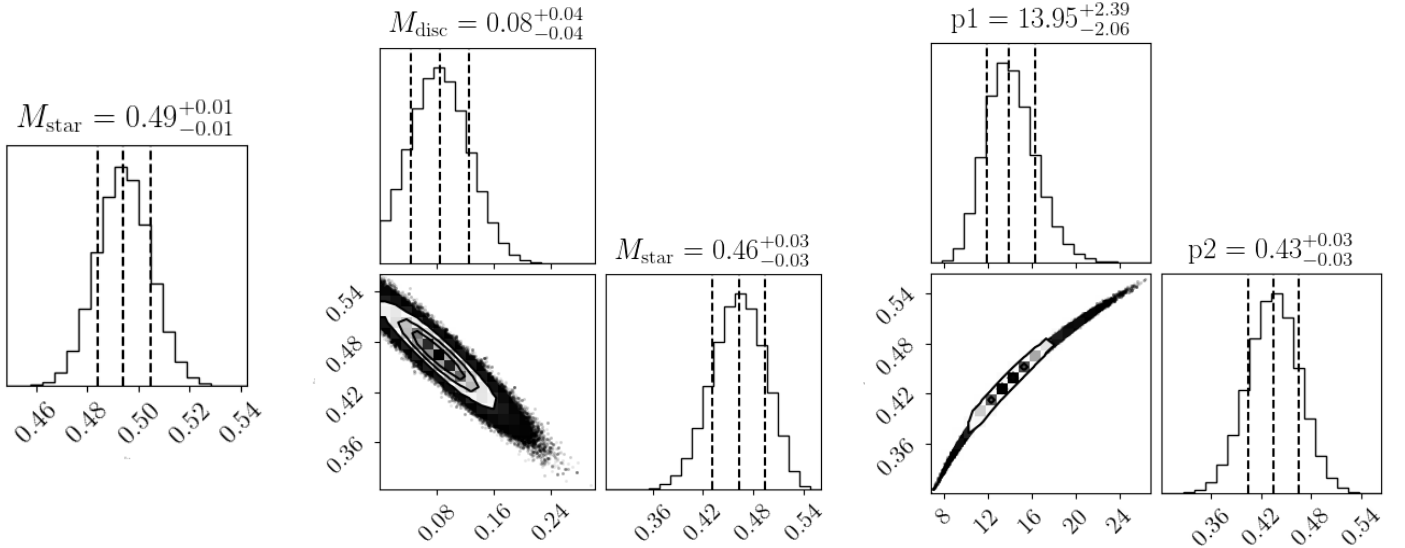 M_star = 0.49^{+0.01}_{-0.01}
0.46 0.48 0.50 0.52 0.54
M_disc = 0.08^{+0.04}_{-0.04}
M_star = 0.46^{+0.03}_{-0.03}
0.54
0.48
0.42
0.36
0.08 0.16 0.24
0.36 0.42 0.48 0.54
p1 = 13.95^{+2.39}_{-2.06}
p2 = 0.43^{+0.03}_{-0.03}
0.54
0.48
0.42
0.36
8 12 16 20 24
0.36 0.42 0.48 0.54